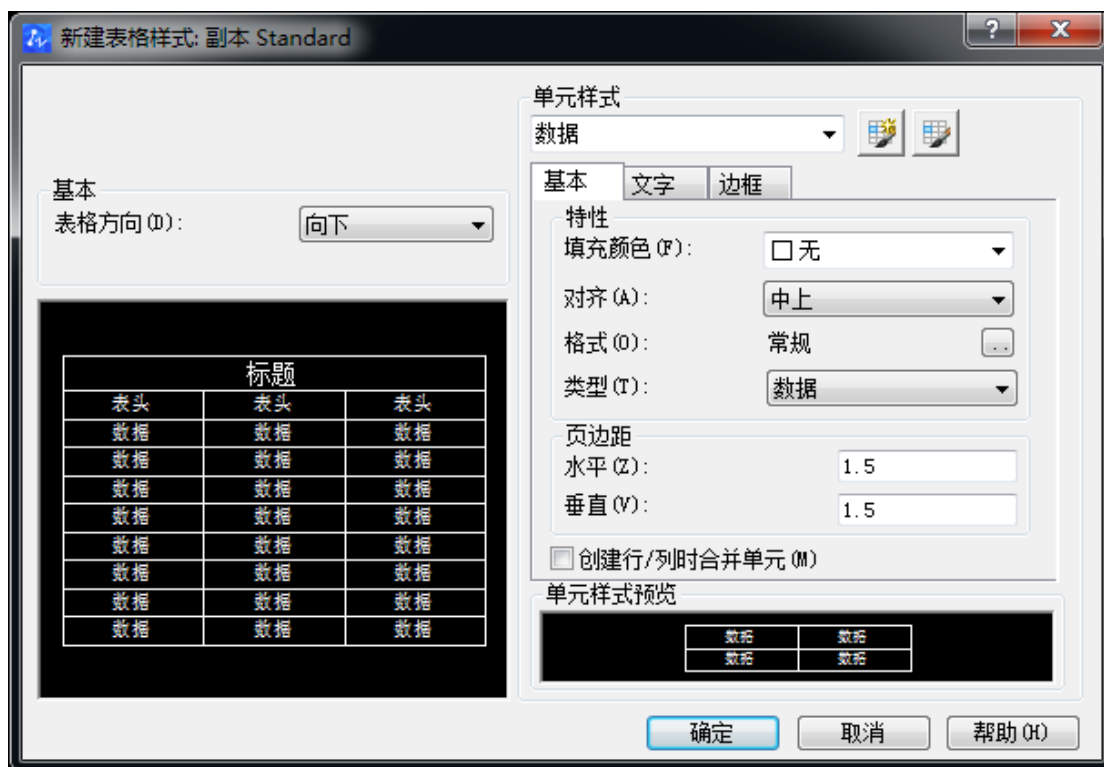 新建表格样式: 副本 Standard
?
X
基本
表格方向(D):
向下
标题
表头 表头 表头
数据 数据 数据
数据 数据 数据
数据 数据 数据
数据 数据 数据
数据 数据 数据
数据 数据 数据
数据 数据 数据
数据 数据 数据
单元样式
数据
基本 文字 边框
特性
填充颜色(F): 无
对齐(A): 中上
格式(O): 常规 ..
类型(T): 数据
页边距
水平(Z): 1.5
垂直(V): 1.5
创建行/列时合并单元(M)
单元样式预览
数据 数据
数据 数据
确定 取消 帮助(H)